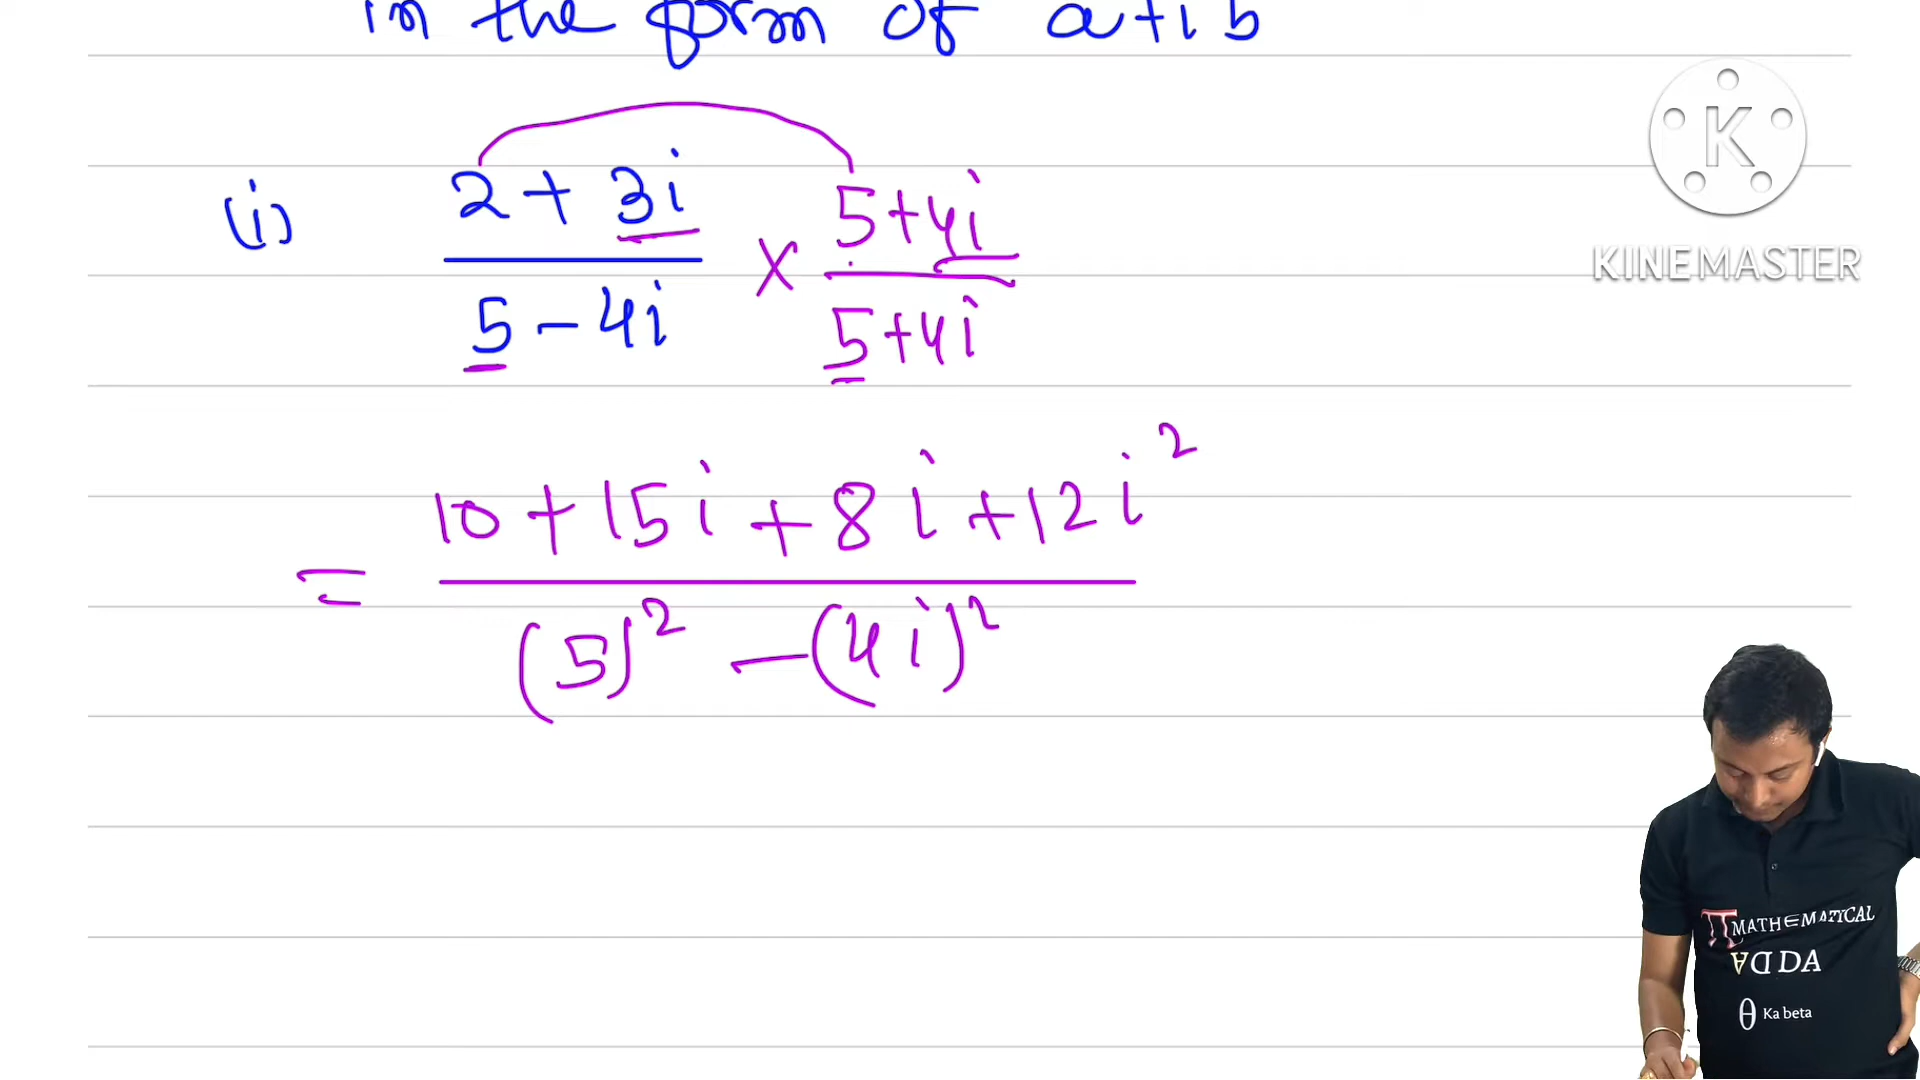 in the form of a+ib
(i) 2 + 3i / 5 - 4i × 5+4i / 5+4i
= 10 + 15i + 8i + 12i² / (5)² - (4i)²
K
KINEMASTER
π MATHEMATICAL
ADDA
θ Ka beta